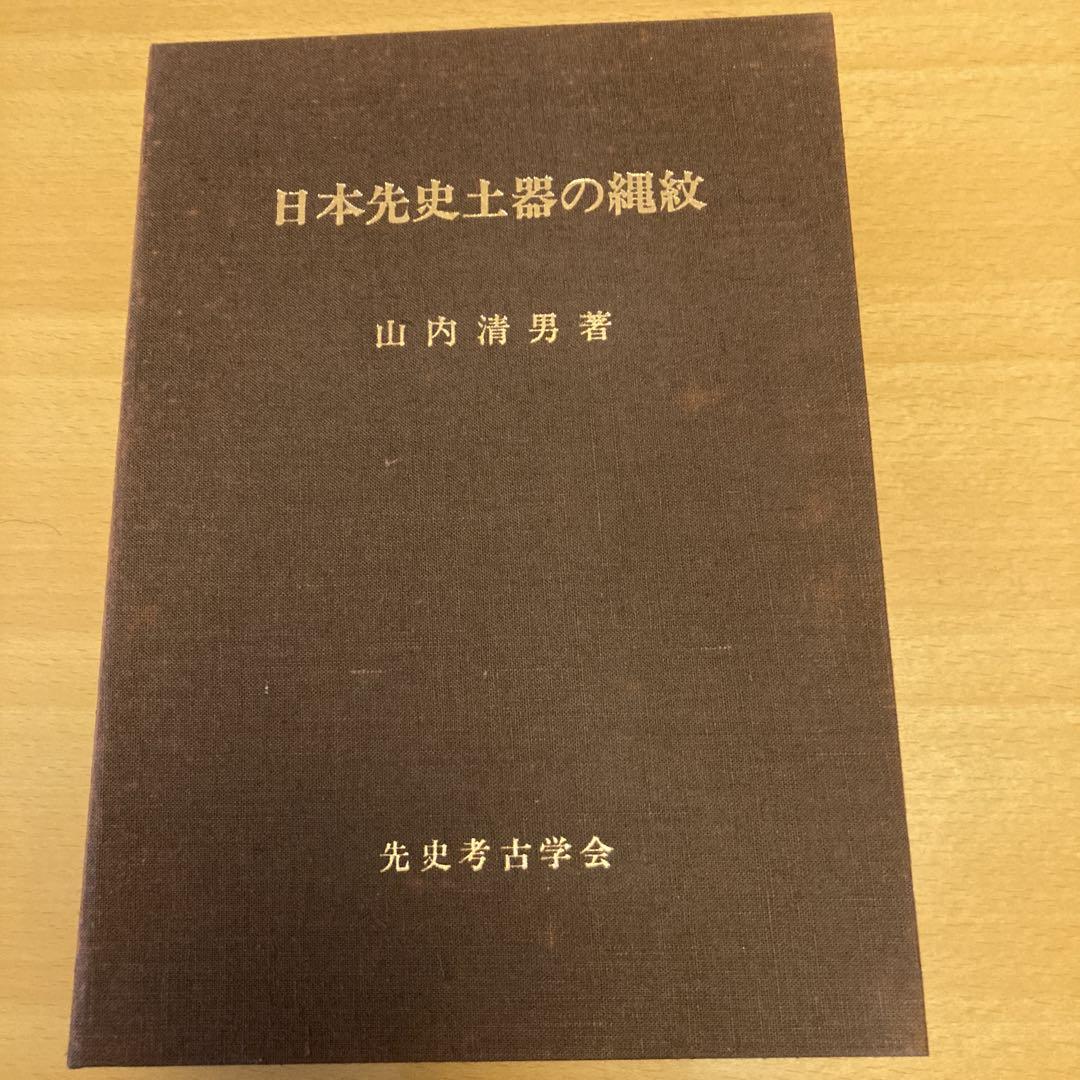 日本先史土器の縄紋
山内清男著
先史考古学会